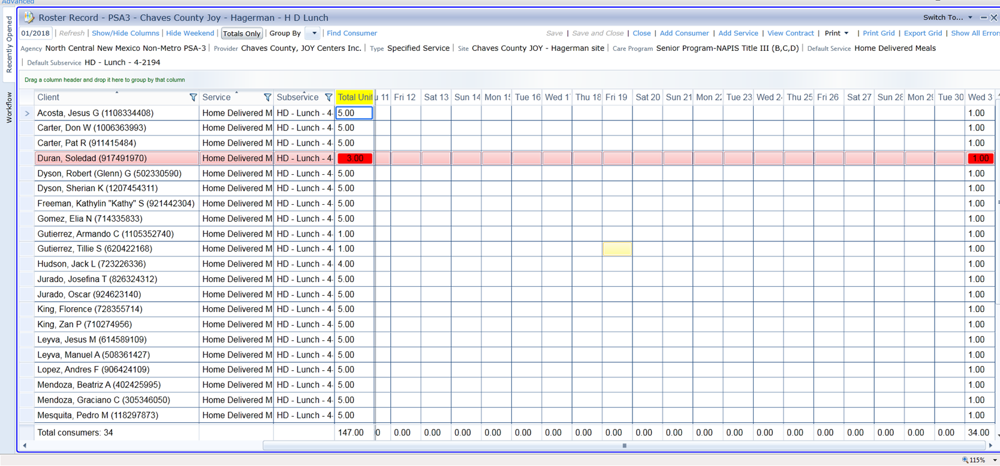 Advanced
Recently Opened
Workflow
Roster Record - PSA3 - Chaves County Joy - Hagerman - H D Lunch
Switch To...
01/2018 | Refresh | Show/Hide Columns | Hide Weekend | Totals Only | Group By | Find Consumer
Save | Save and Close | Close | Add Consumer | Add Service | View Contract | Print | Print Grid | Export Grid | Show All Errors
Agency North Central New Mexico Non-Metro PSA-3 | Provider Chaves County, JOY Centers Inc. | Type Specified Service | Site Chaves County JOY - Hagerman site | Care Program Senior Program-NAPIS Title III (B,C,D) | Default Service Home Delivered Meals
| Default Subservice HD - Lunch - 4-2194
Drag a column header and drop it here to group by that column
Client Service Subservice Total Unit u 11 Fri 12 Sat 13 Sun 14 Mon 15 Tue 16 Wed 1 Thu 18 Fri 19 Sat 20 Sun 21 Mon 22 Tue 23 Wed 24 Thu 25 Fri 26 Sat 27 Sun 28 Mon 29 Tue 30 Wed 3
Acosta, Jesus G (1108334408) Home Delivered M HD - Lunch - 4- 5.00 1.00
Carter, Don W (1006363993) Home Delivered M HD - Lunch - 4- 5.00 1.00
Carter, Pat R (911415484) Home Delivered M HD - Lunch - 4- 5.00 1.00
Duran, Soledad (917491970) Home Delivered M HD - Lunch - 4- 3.00 1.00
Dyson, Robert (Glenn) G (502330590) Home Delivered M HD - Lunch - 4- 5.00 1.00
Dyson, Sherian K (1207454311) Home Delivered M HD - Lunch - 4- 5.00 1.00
Freeman, Kathylin "Kathy" S (921442304) Home Delivered M HD - Lunch - 4- 5.00 1.00
Gomez, Elia N (714335833) Home Delivered M HD - Lunch - 4- 5.00 1.00
Gutierrez, Armando C (1105352740) Home Delivered M HD - Lunch - 4- 1.00 1.00
Gutierrez, Tillie S (620422168) Home Delivered M HD - Lunch - 4- 1.00 1.00
Hudson, Jack L (723226336) Home Delivered M HD - Lunch - 4- 4.00 1.00
Jurado, Josefina T (826324312) Home Delivered M HD - Lunch - 4- 5.00 1.00
Jurado, Oscar (924623140) Home Delivered M HD - Lunch - 4- 5.00 1.00
King, Florence (728355714) Home Delivered M HD - Lunch - 4- 5.00 1.00
King, Zan P (710274956) Home Delivered M HD - Lunch - 4- 5.00 1.00
Leyva, Jesus M (614589109) Home Delivered M HD - Lunch - 4- 5.00 1.00
Leyva, Manuel A (508361427) Home Delivered M HD - Lunch - 4- 5.00 1.00
Lopez, Andres F (906424109) Home Delivered M HD - Lunch - 4- 5.00 1.00
Mendoza, Beatriz A (402425995) Home Delivered M HD - Lunch - 4- 5.00 1.00
Mendoza, Graciano C (305346050) Home Delivered M HD - Lunch - 4- 5.00 1.00
Mesquita, Pedro M (118297873) Home Delivered M HD - Lunch - 4- 5.00 1.00
Total consumers: 34 147.00 0 0.00 0.00 0.00 0.00 0.00 0.00 0.00 0.00 0.00 0.00 0.00 0.00 0.00 0.00 0.00 0.00 0.00 0.00 0.00 34.00
115%